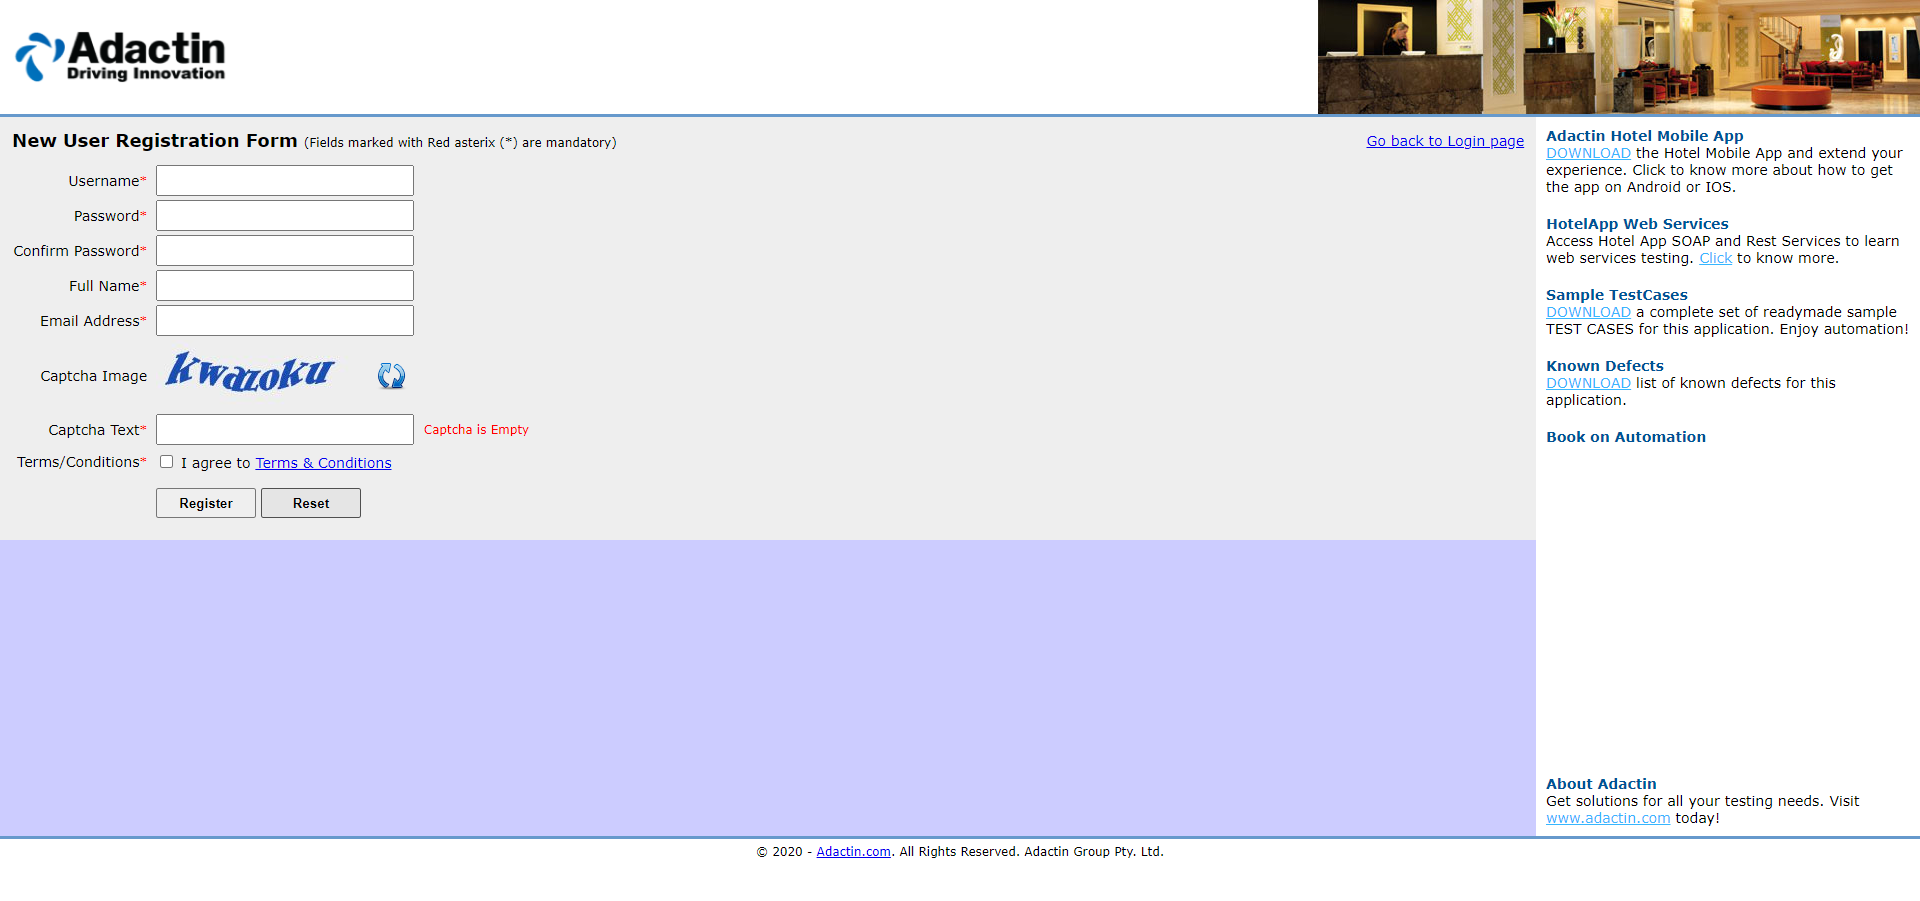 Adactin
Driving Innovation
New User Registration Form (Fields marked with Red asterix (*) are mandatory)
Go back to Login page
Username*
Password*
Confirm Password*
Full Name*
Email Address*
Captcha Image kwazoku
Captcha Text* Captcha is Empty
Terms/Conditions* I agree to Terms & Conditions
Register Reset
Adactin Hotel Mobile App
DOWNLOAD the Hotel Mobile App and extend your
experience. Click to know more about how to get
the app on Android or IOS.
HotelApp Web Services
Access Hotel App SOAP and Rest Services to learn
web services testing. Click to know more.
Sample TestCases
DOWNLOAD a complete set of readymade sample
TEST CASES for this application. Enjoy automation!
Known Defects
DOWNLOAD list of known defects for this
application.
Book on Automation
About Adactin
Get solutions for all your testing needs. Visit
www.adactin.com today!
© 2020 - Adactin.com. All Rights Reserved. Adactin Group Pty. Ltd.